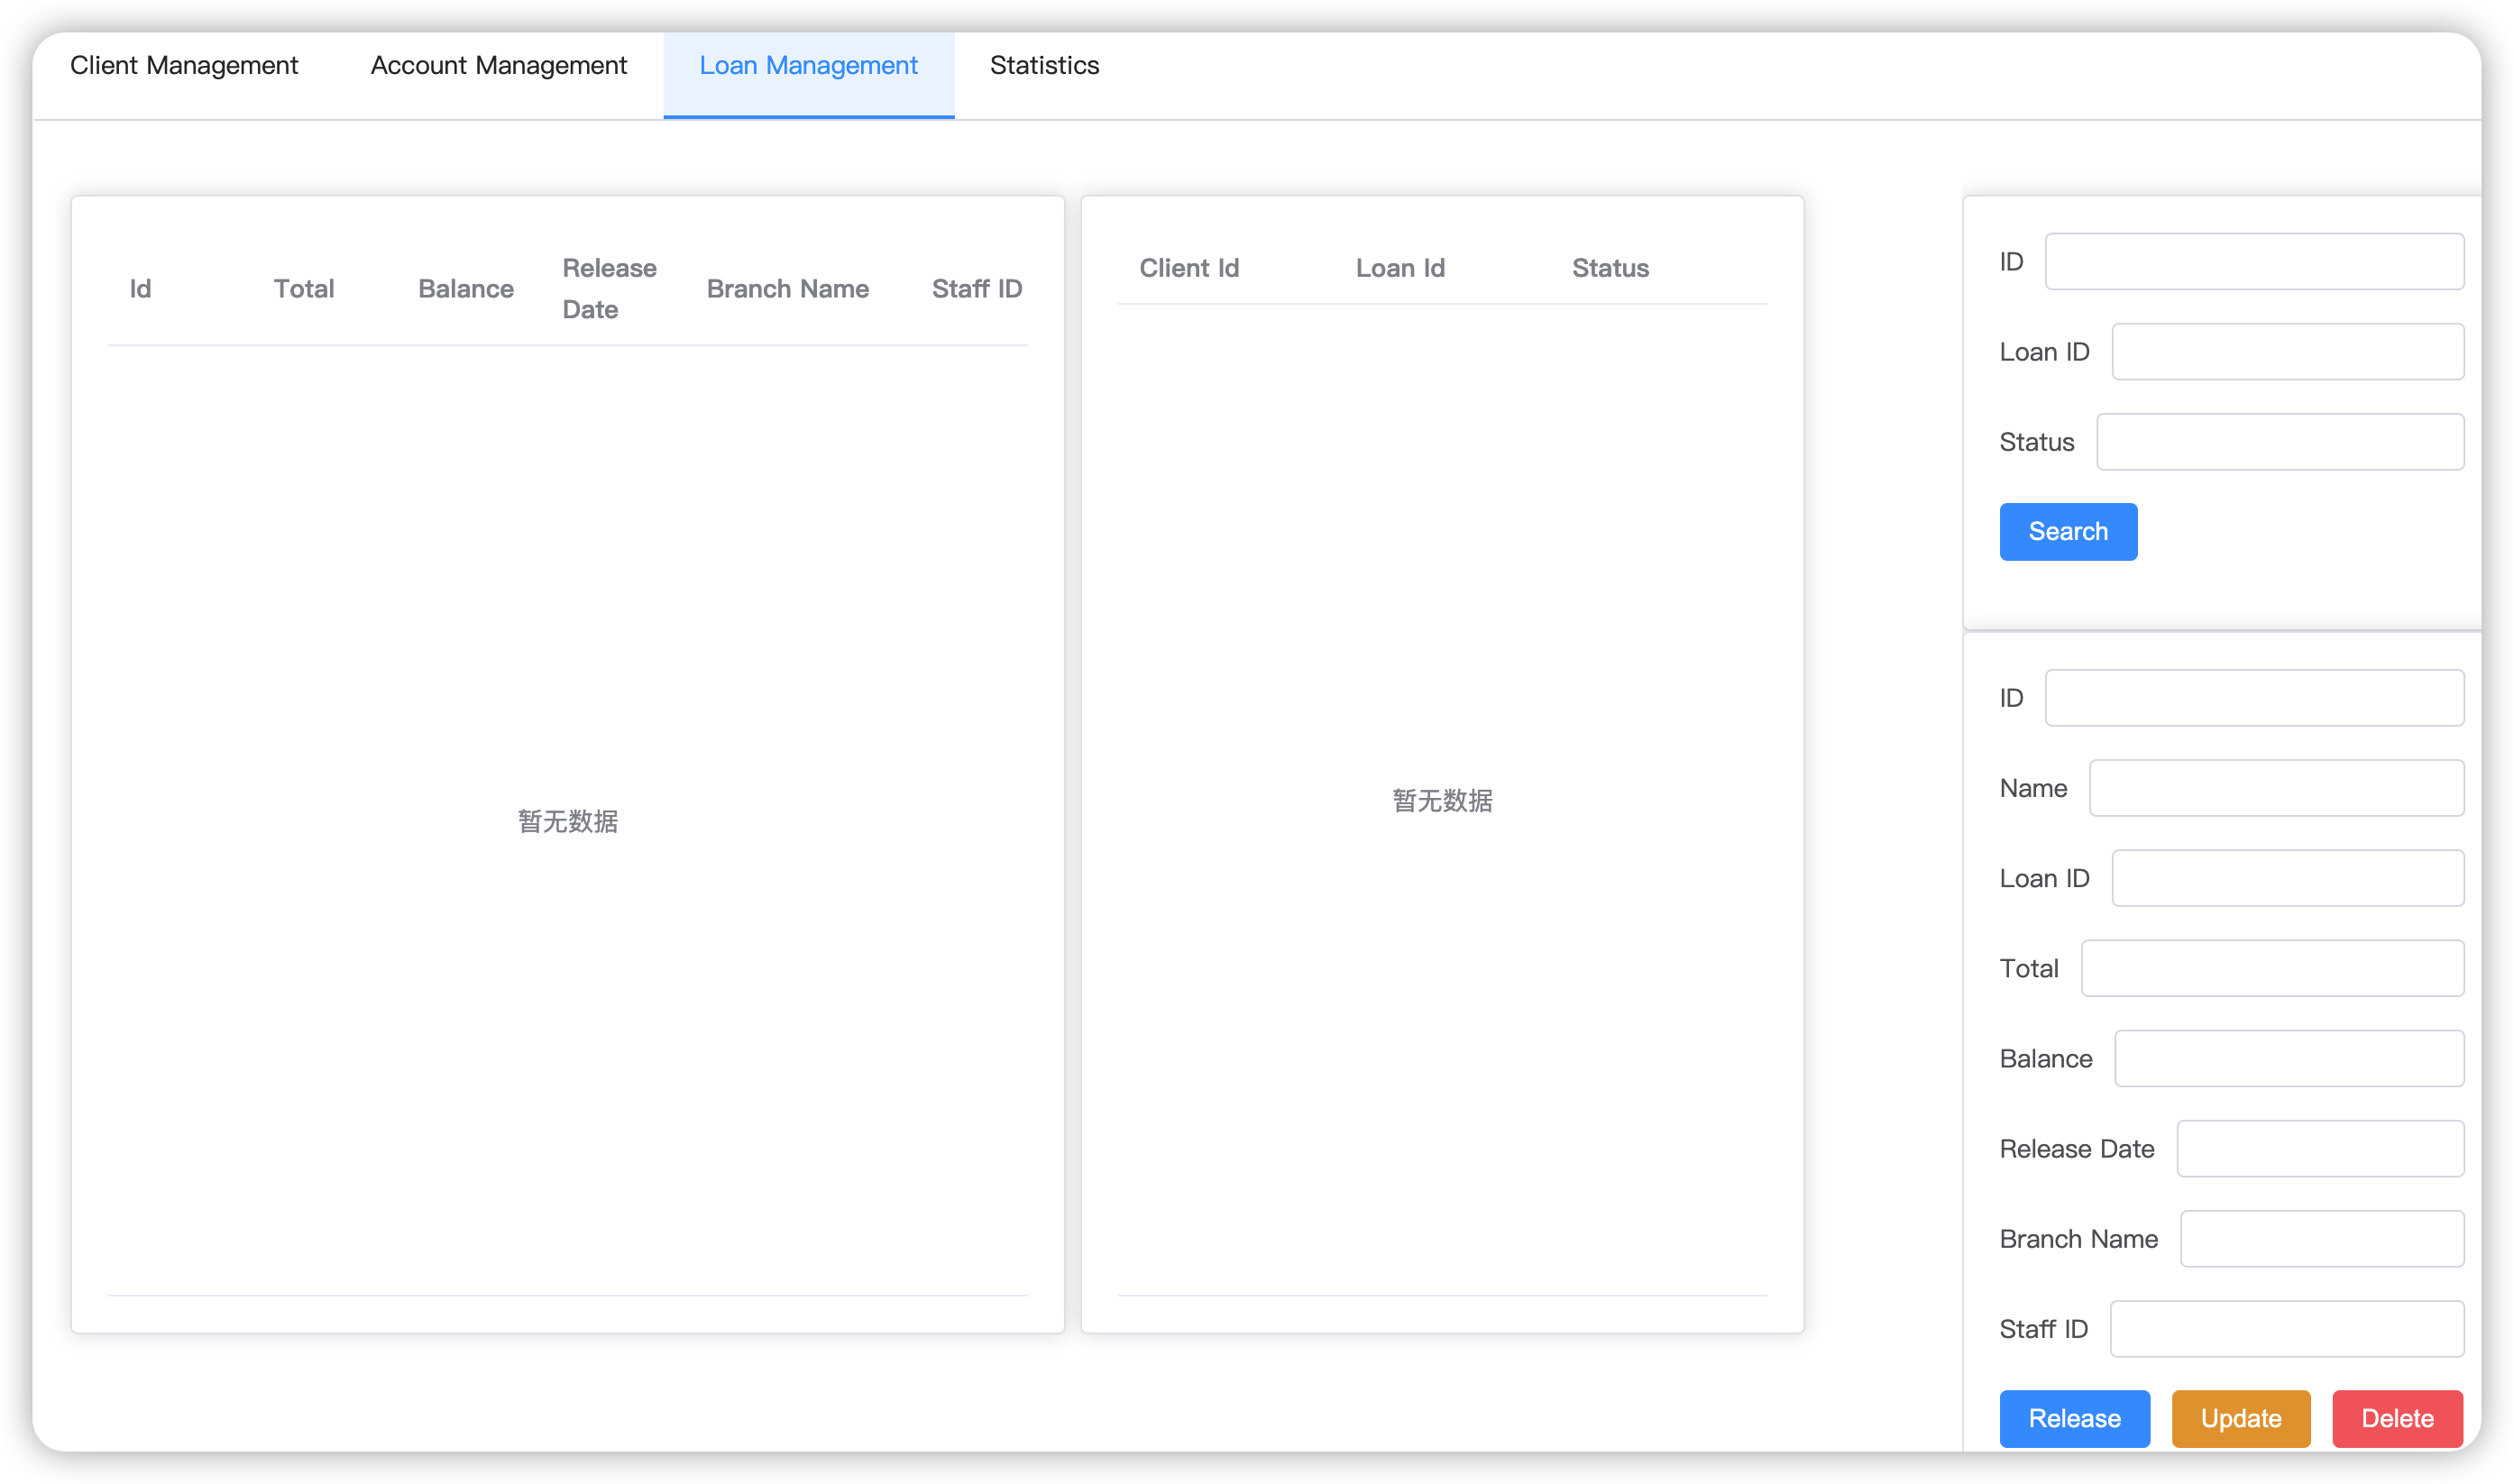 Client Management
Account Management
Loan Management
Statistics
Id
Total
Balance
Release
Date
Branch Name
Staff ID
暂无数据
Client Id
Loan Id
Status
暂无数据
ID
Loan ID
Status
Search
ID
Name
Loan ID
Total
Balance
Release Date
Branch Name
Staff ID
Release
Update
Delete